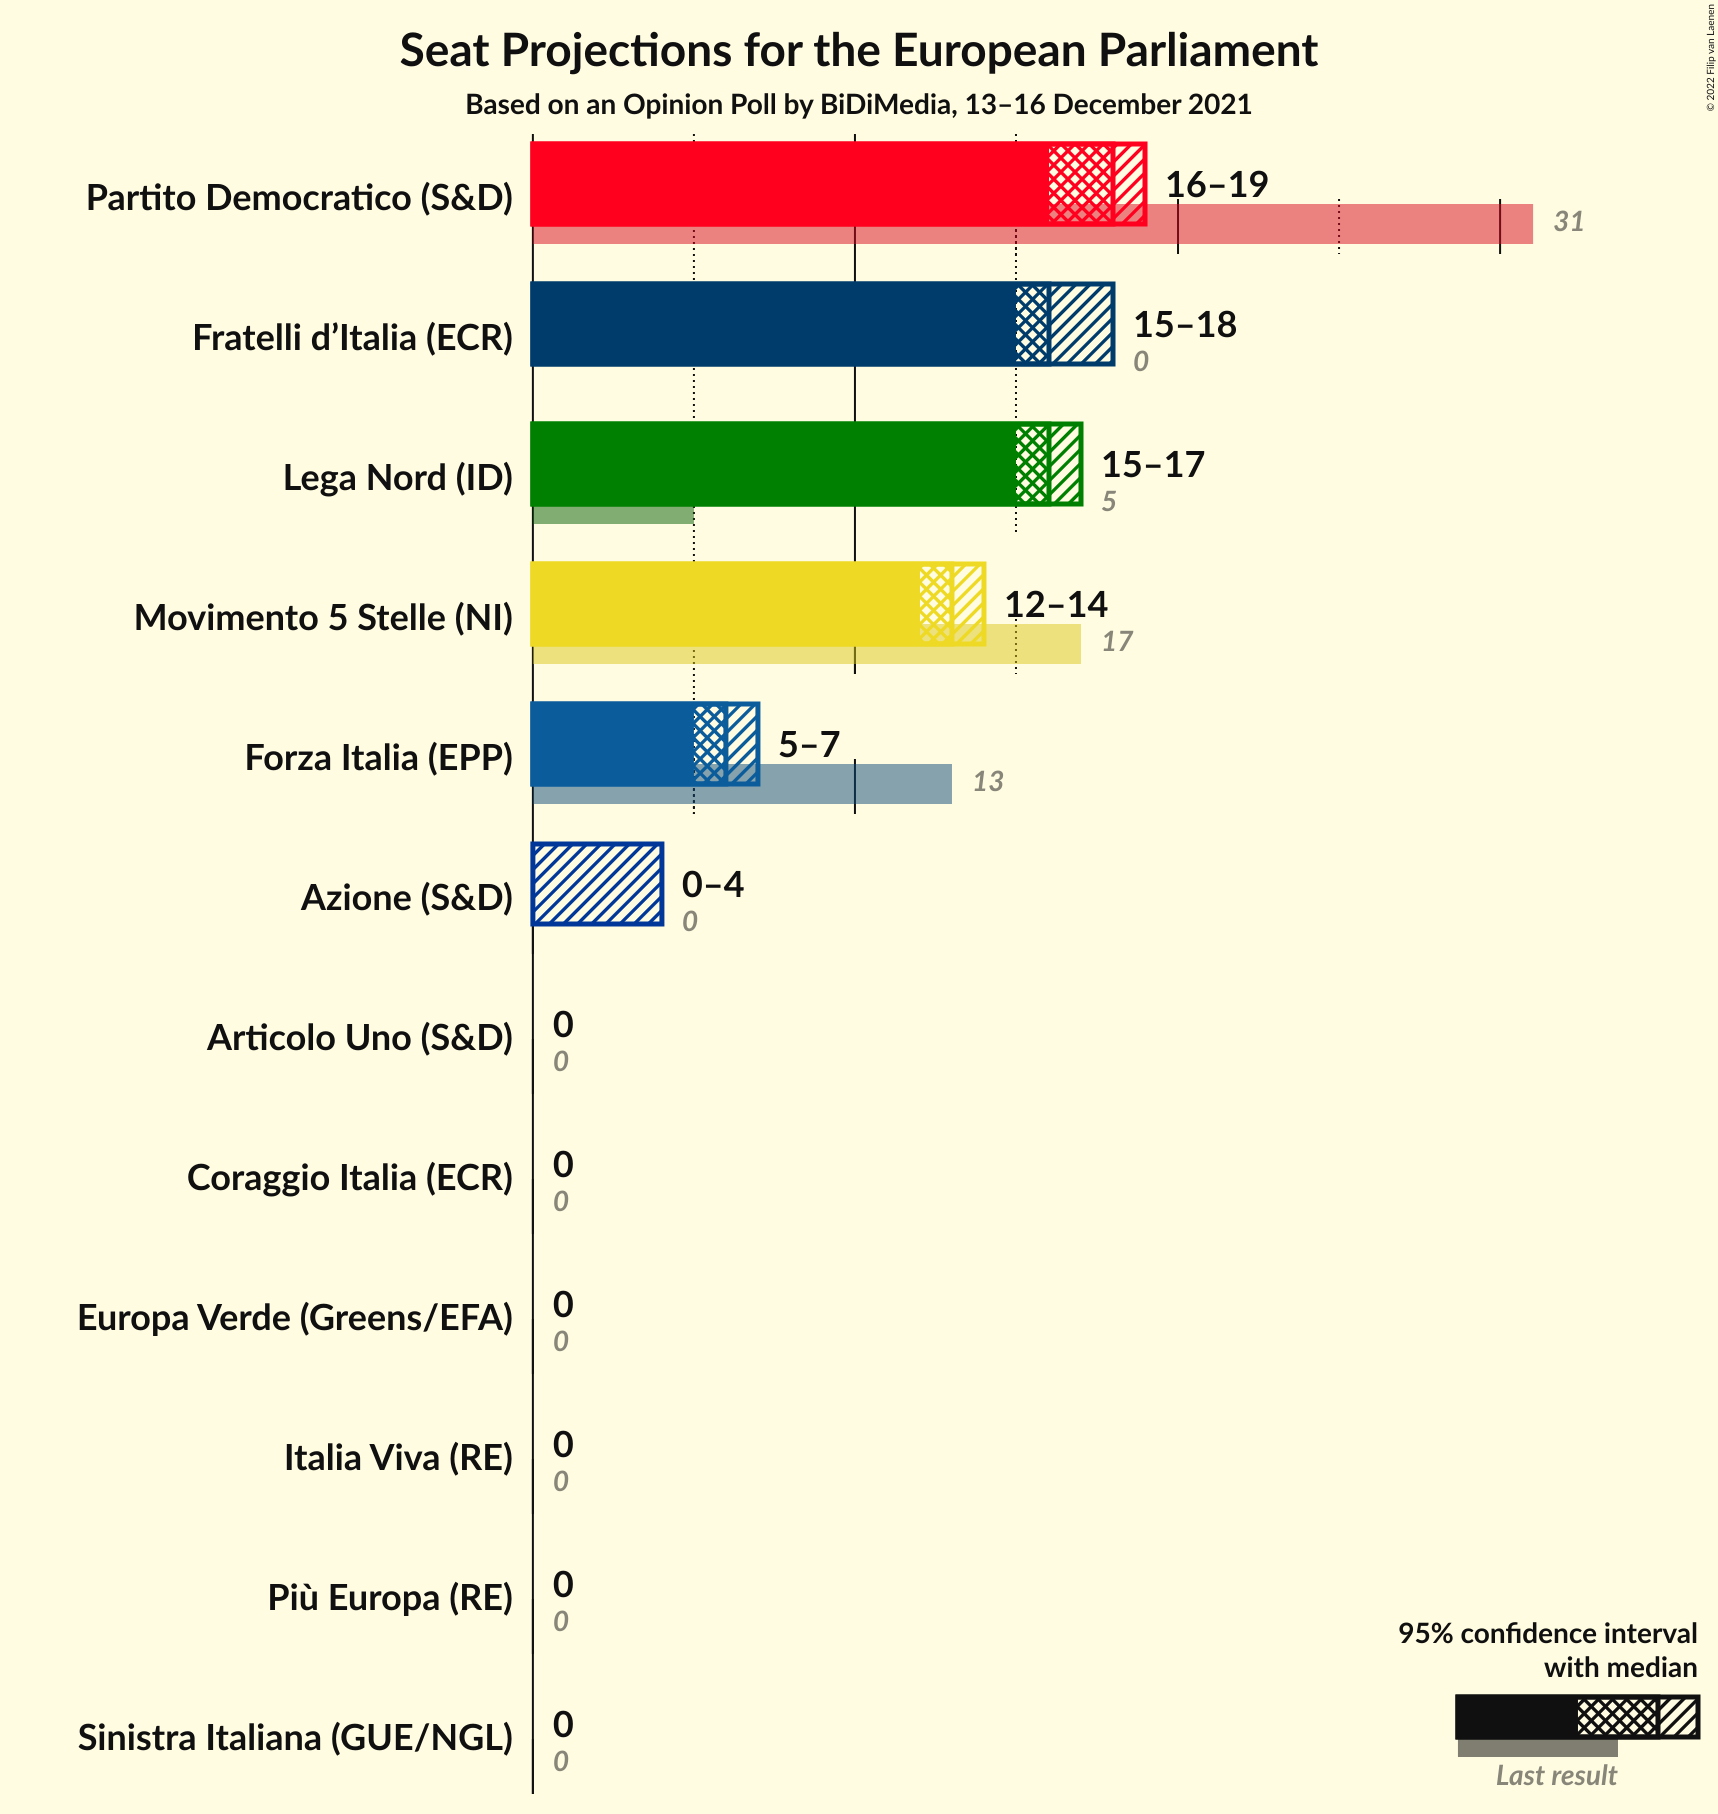 Seat Projections for the European Parliament
Based on an Opinion Poll by BiDiMedia, 13–16 December 2021
© 2022 Filip van Laenen
Partito Democratico (S&D)
16–19
31
Fratelli d’Italia (ECR)
15–18
0
Lega Nord (ID)
15–17
5
Movimento 5 Stelle (NI)
12–14
17
Forza Italia (EPP)
5–7
13
Azione (S&D)
0–4
0
Articolo Uno (S&D)
0
0
Coraggio Italia (ECR)
0
0
Europa Verde (Greens/EFA)
0
0
Italia Viva (RE)
0
0
Più Europa (RE)
0
0
Sinistra Italiana (GUE/NGL)
0
0
95% confidence interval
with median
Last result